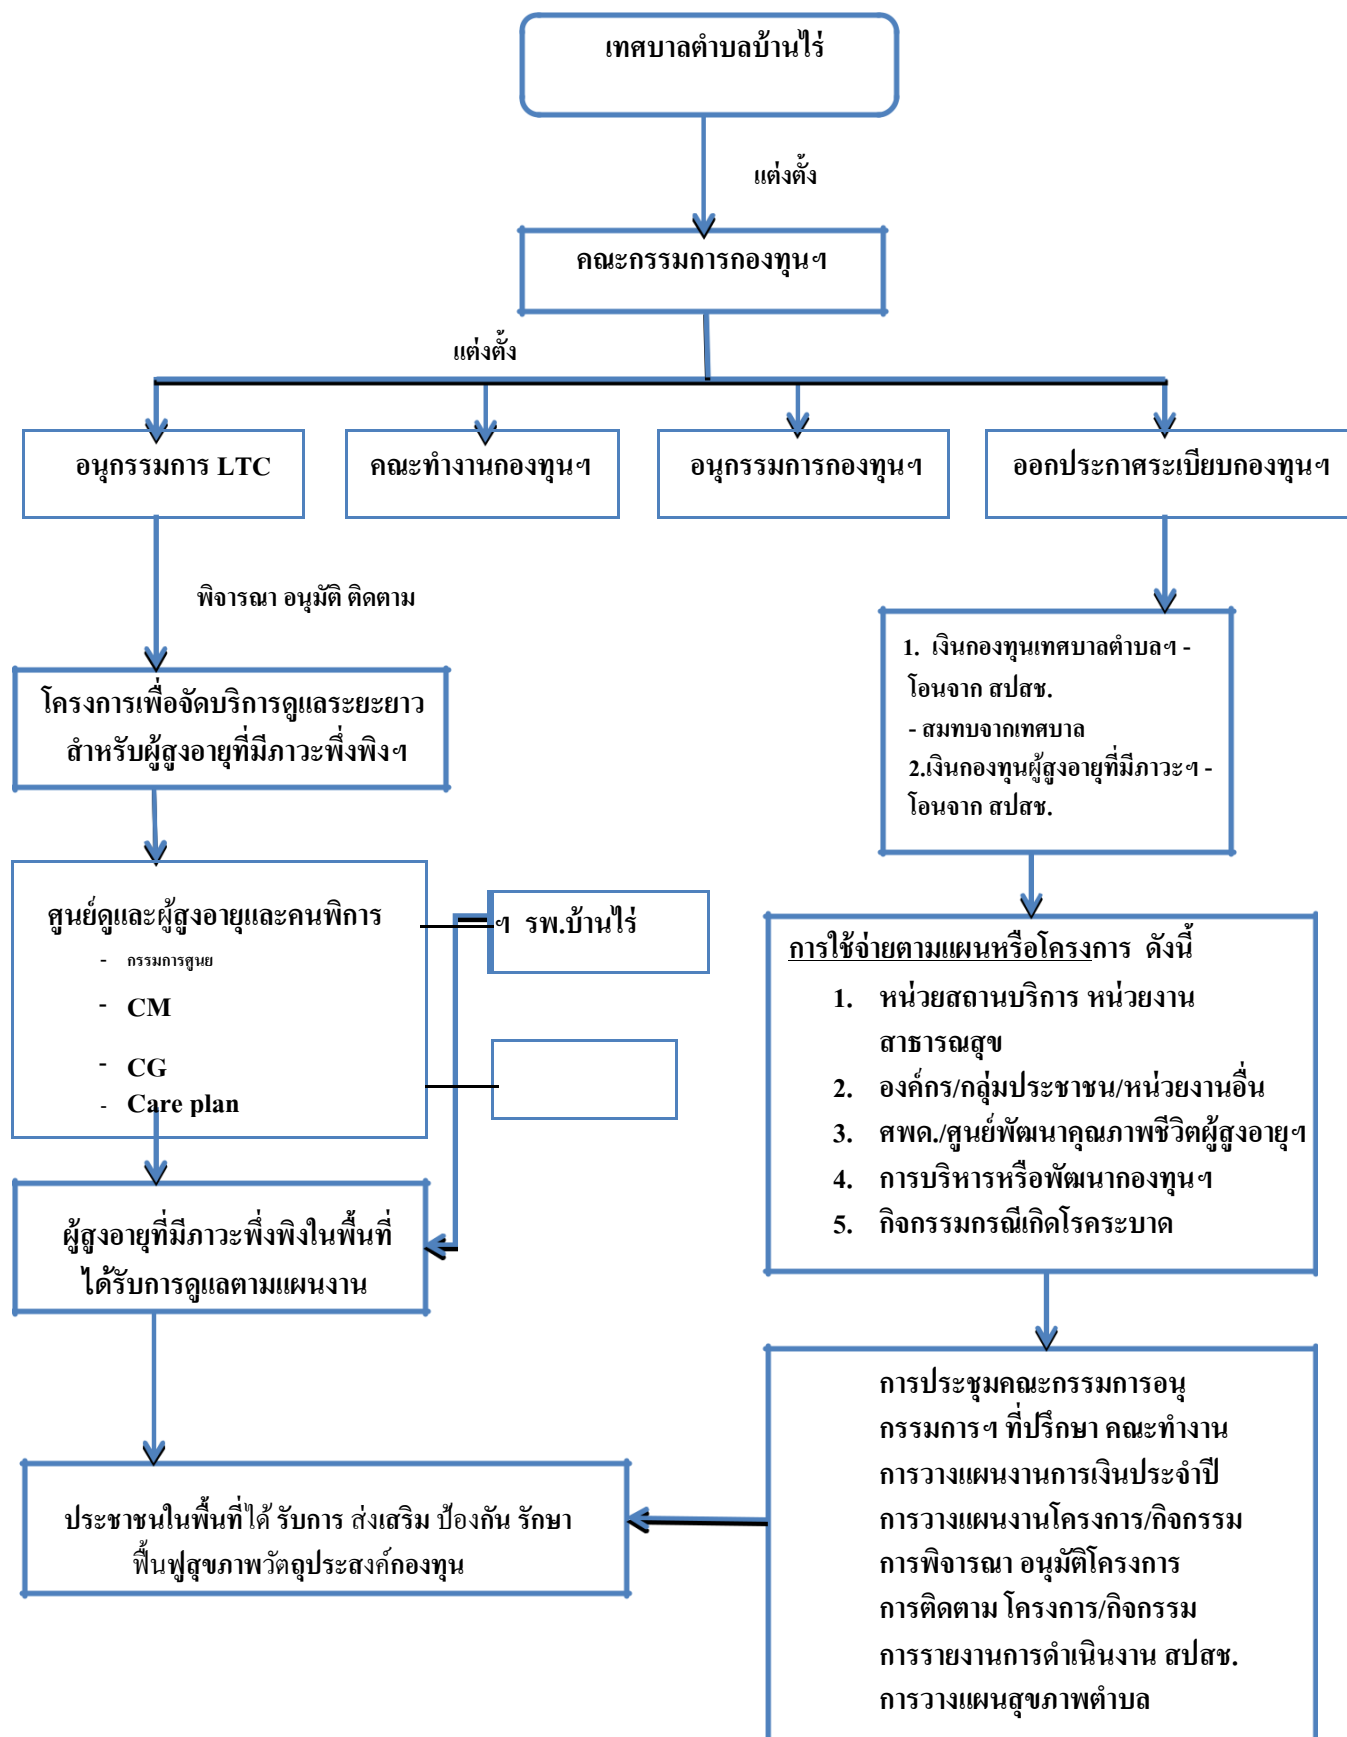 เทศบาลตำบลบ้านไร่
แต่งตั้ง
คณะกรรมการกองทุนฯ
แต่งตั้ง
อนุกรรมการ LTC
คณะทำงานกองทุนฯ
อนุกรรมการกองทุนฯ
ออกประกาศระเบียบกองทุนฯ
พิจารณา อนุมัติ ติดตาม
โครงการเพื่อจัดบริการดูแลระยะยาว
สำหรับผู้สูงอายุที่มีภาวะพึ่งพิงฯ
1. เงินกองทุนเทศบาลตำบลฯ -
โอนจาก สปสช.
- สมทบจากเทศบาล
2.เงินกองทุนผู้สูงอายุที่มีภาวะฯ -
โอนจาก สปสช.
ศูนย์ดูและผู้สูงอายุและคนพิการ
- กรรมการศูนย
- CM
- CG
- Care plan
ฯ รพ.บ้านไร่
การใช้จ่ายตามแผนหรือโครงการ ดังนี้
1. หน่วยสถานบริการ หน่วยงาน
สาธารณสุข
2. องค์กร/กลุ่มประชาชน/หน่วยงานอื่น
3. ศพด./ศูนย์พัฒนาคุณภาพชีวิตผู้สูงอายุฯ
4. การบริหารหรือพัฒนากองทุนฯ
5. กิจกรรมกรณีเกิดโรคระบาด
ผู้สูงอายุที่มีภาวะพึ่งพิงในพื้นที่
ได้รับการดูแลตามแผนงาน
การประชุมคณะกรรมการอนุ
กรรมการฯ ที่ปรึกษา คณะทำงาน
การวางแผนงานการเงินประจำปี
การวางแผนงานโครงการ/กิจกรรม
การพิจารณา อนุมัติโครงการ
การติดตาม โครงการ/กิจกรรม
การรายงานการดำเนินงาน สปสช.
การวางแผนสุขภาพตำบล
ประชาชนในพื้นที่ได้ รับการ ส่งเสริม ป้องกัน รักษา
ฟื้นฟูสุขภาพวัตถุประสงค์กองทุน